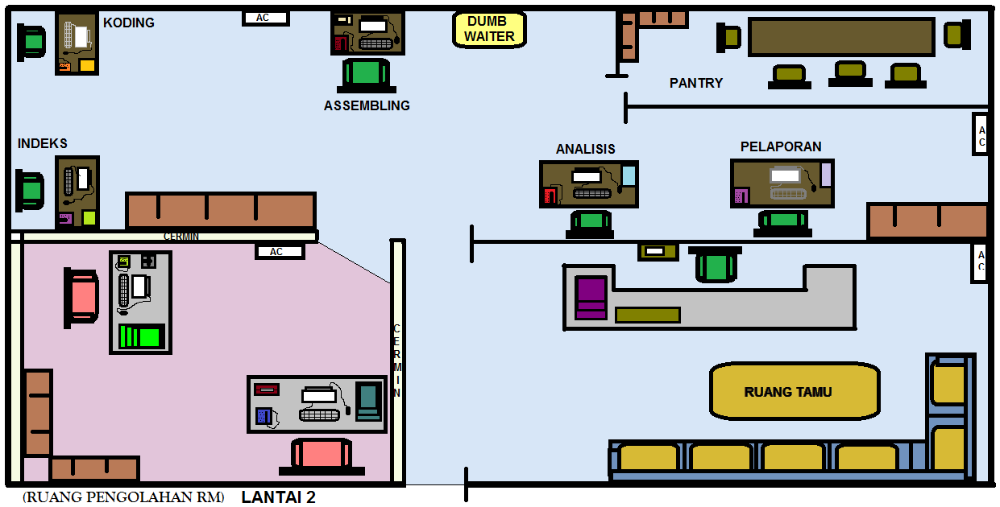 KODING
AC
DUMB
WAITER
ASSEMBLING
PANTRY
AC
INDEKS
ANALISIS
PELAPORAN
CERMIN
AC
AC
CERMIN
RUANG TAMU
(RUANG PENGOLAHAN RM) LANTAI 2